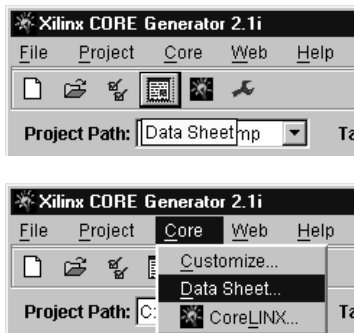 Xilinx CORE Generator 2.1i
File Project Core Web Help
Project Path: Data Sheet mp Ta
Xilinx CORE Generator 2.1i
File Project Core Web Help
Customize...
Data Sheet...
Project Path: C: CoreLINX... Ta